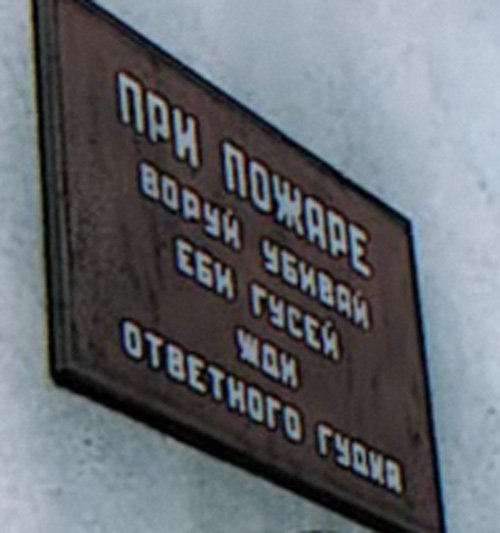 ПРИ ПОЖАРЕ
ВОРУЙ УБИВАЙ
ЕБИ ГУСЕЙ
ЖДИ
ОТВЕТНОГО ГУДКА